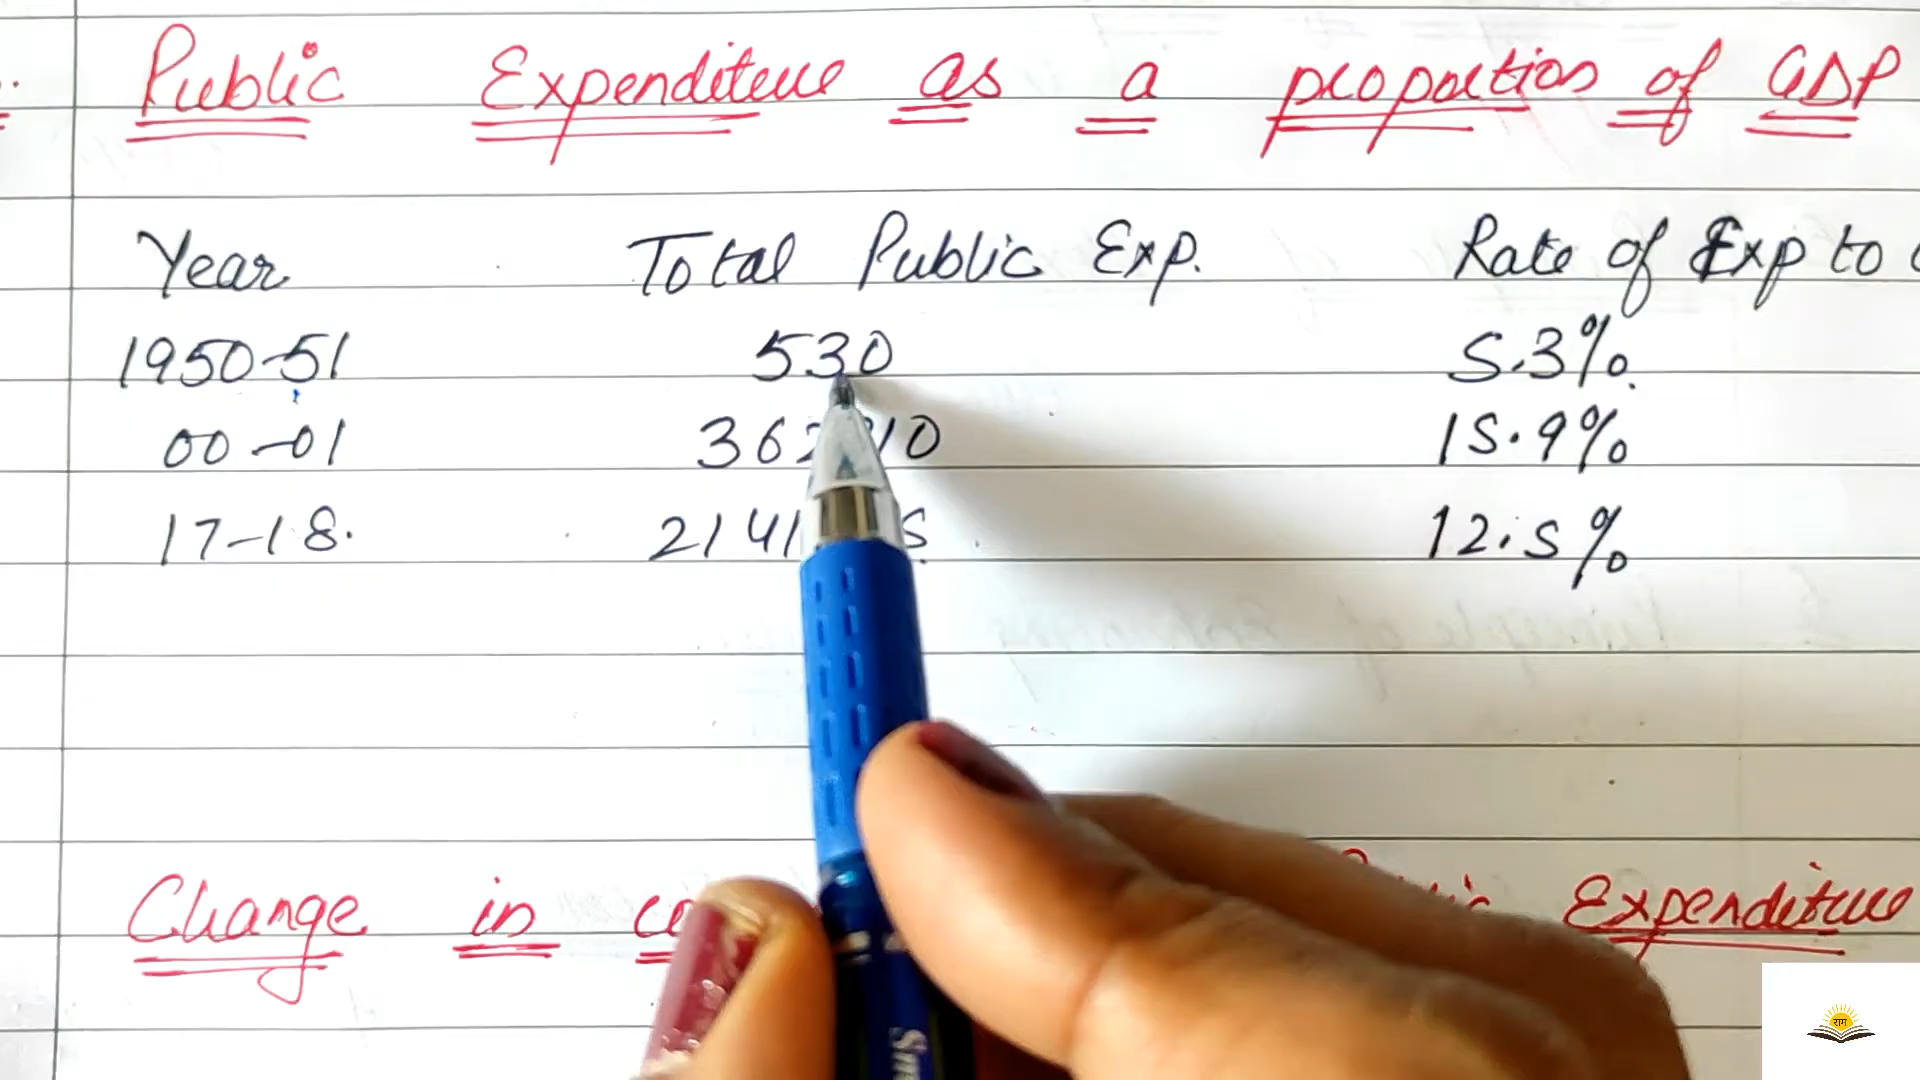 Public Expenditure as a proportion of GDP
Year Total Public Exp. Rate of Exp to
1950-51 530 5.3%.
00-01 15.9%
17-18. 12.5%
Change in Expenditure
राम